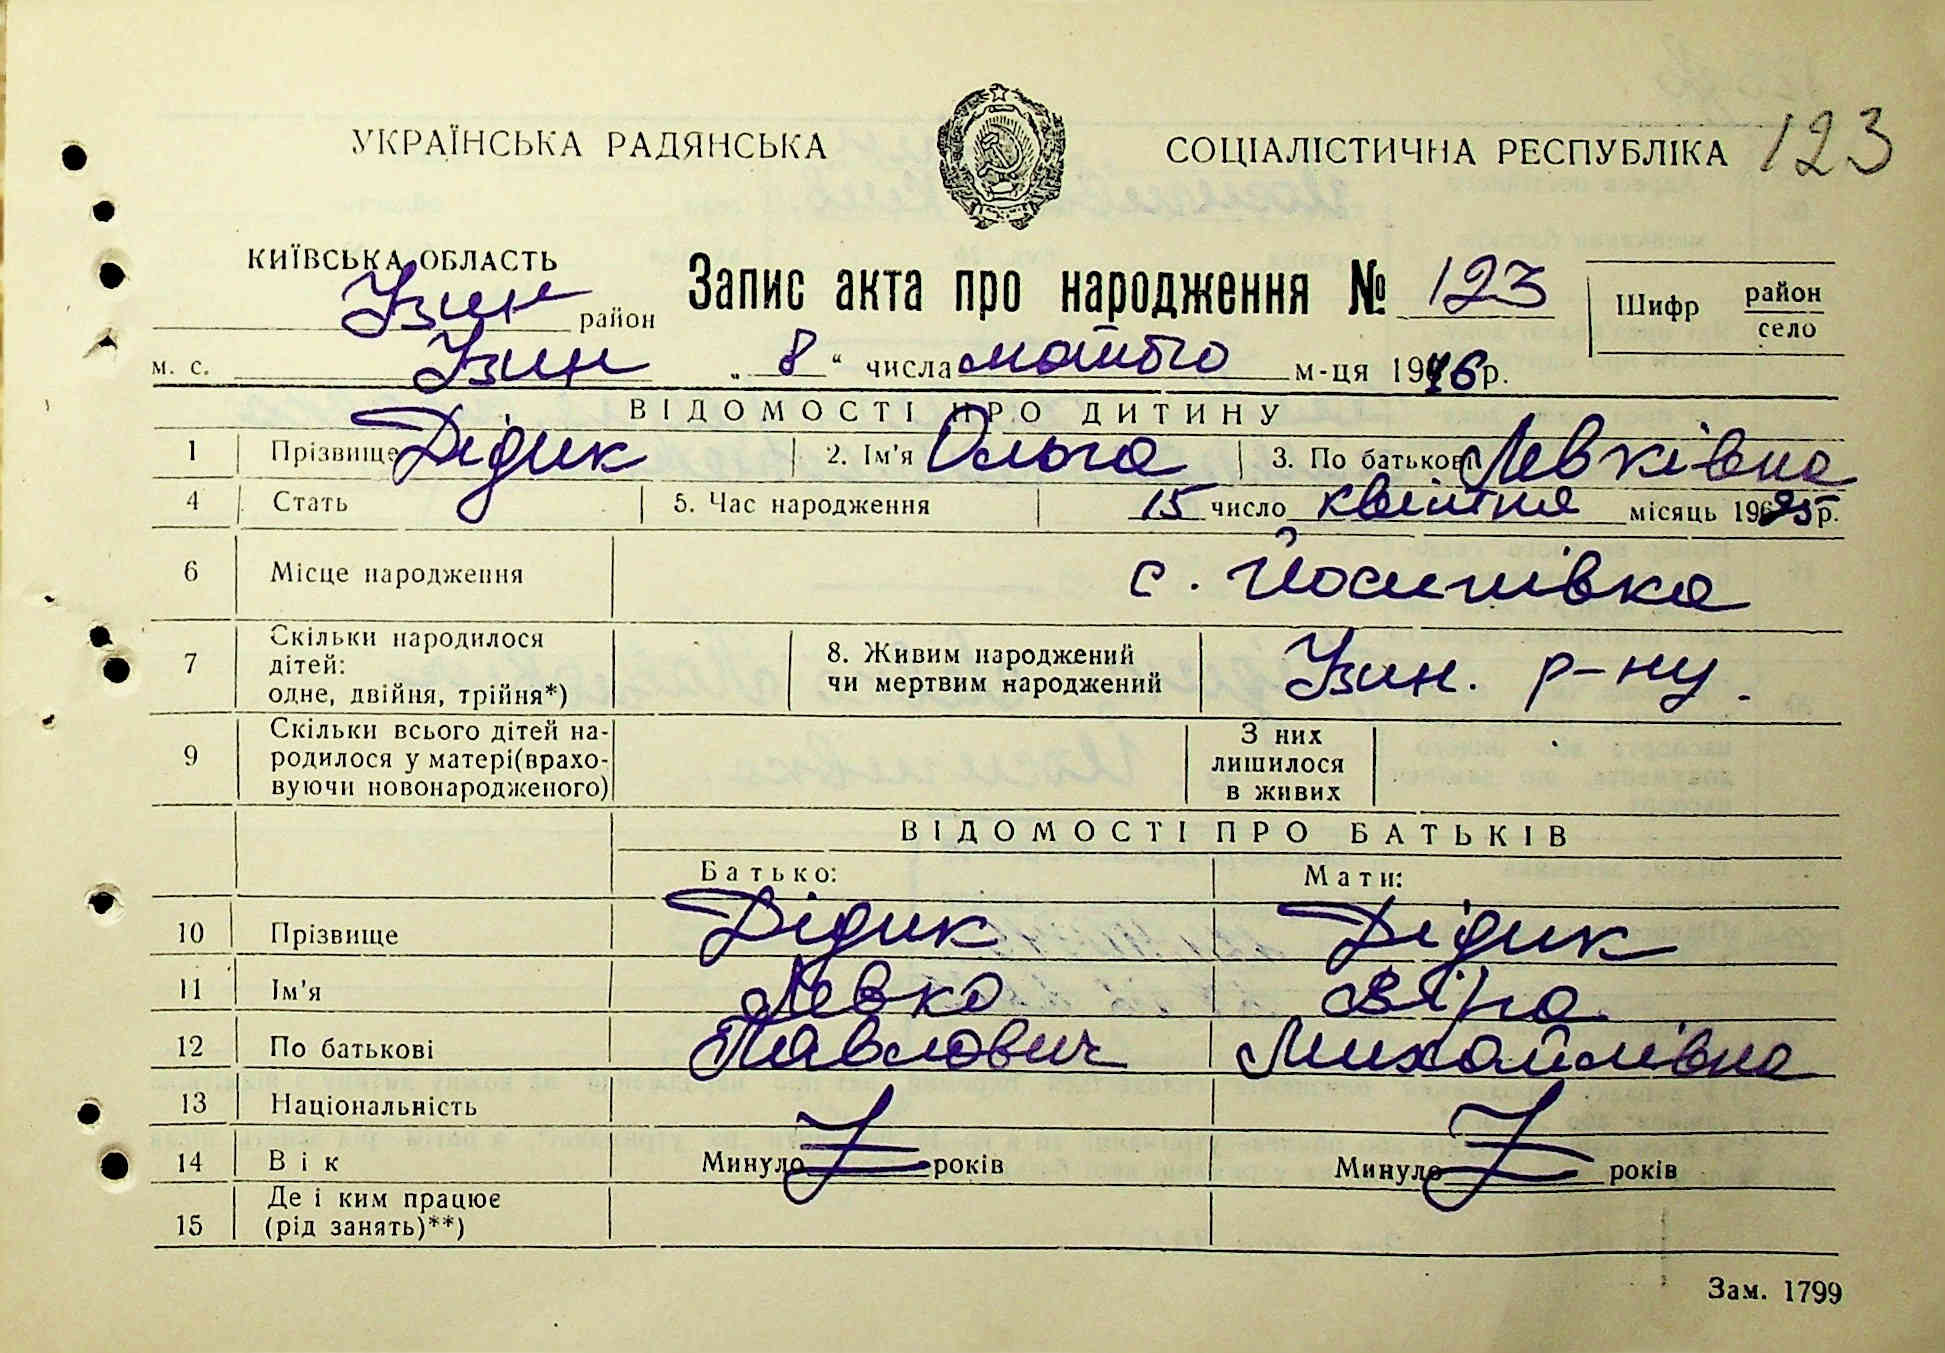 УКРАЇНСЬКА РАДЯНСЬКА СОЦІАЛІСТИЧНА РЕСПУБЛІКА 123
КИЇВСЬКА ОБЛАСТЬ
Узин район
Запис акта про народження № 123
Шифр район
село
м. с. Узин „ 8 “ числа лютого м-ця 1946 р.
ВІДОМОСТІ ПРО ДИТИНУ
1 Прізвище Дідик 2. Ім'я Ольга 3. По батькові Левківна
4 Стать 5. Час народження 15 число квітня місяць 1925 р.
6 Місце народження с. Йосипівка
7 Скільки народилося
дітей:
одне, двійня, трійня*)
8. Живим народжений
чи мертвим народжений
Узин. р-ну.
9 Скільки всього дітей на-
родилося у матері(врахо-
вуючи новонародженого)
З них
лишилося
в живих
ВІДОМОСТІ ПРО БАТЬКІВ
Батько: Мати:
10 Прізвище Дідик Дідик
11 Ім'я Левко Віра
12 По батькові Павлович Михайлівна
13 Національність
14 Вік Минуло років Минуло років
15 Де і ким працює
(рід занять)**)
Зам. 1799